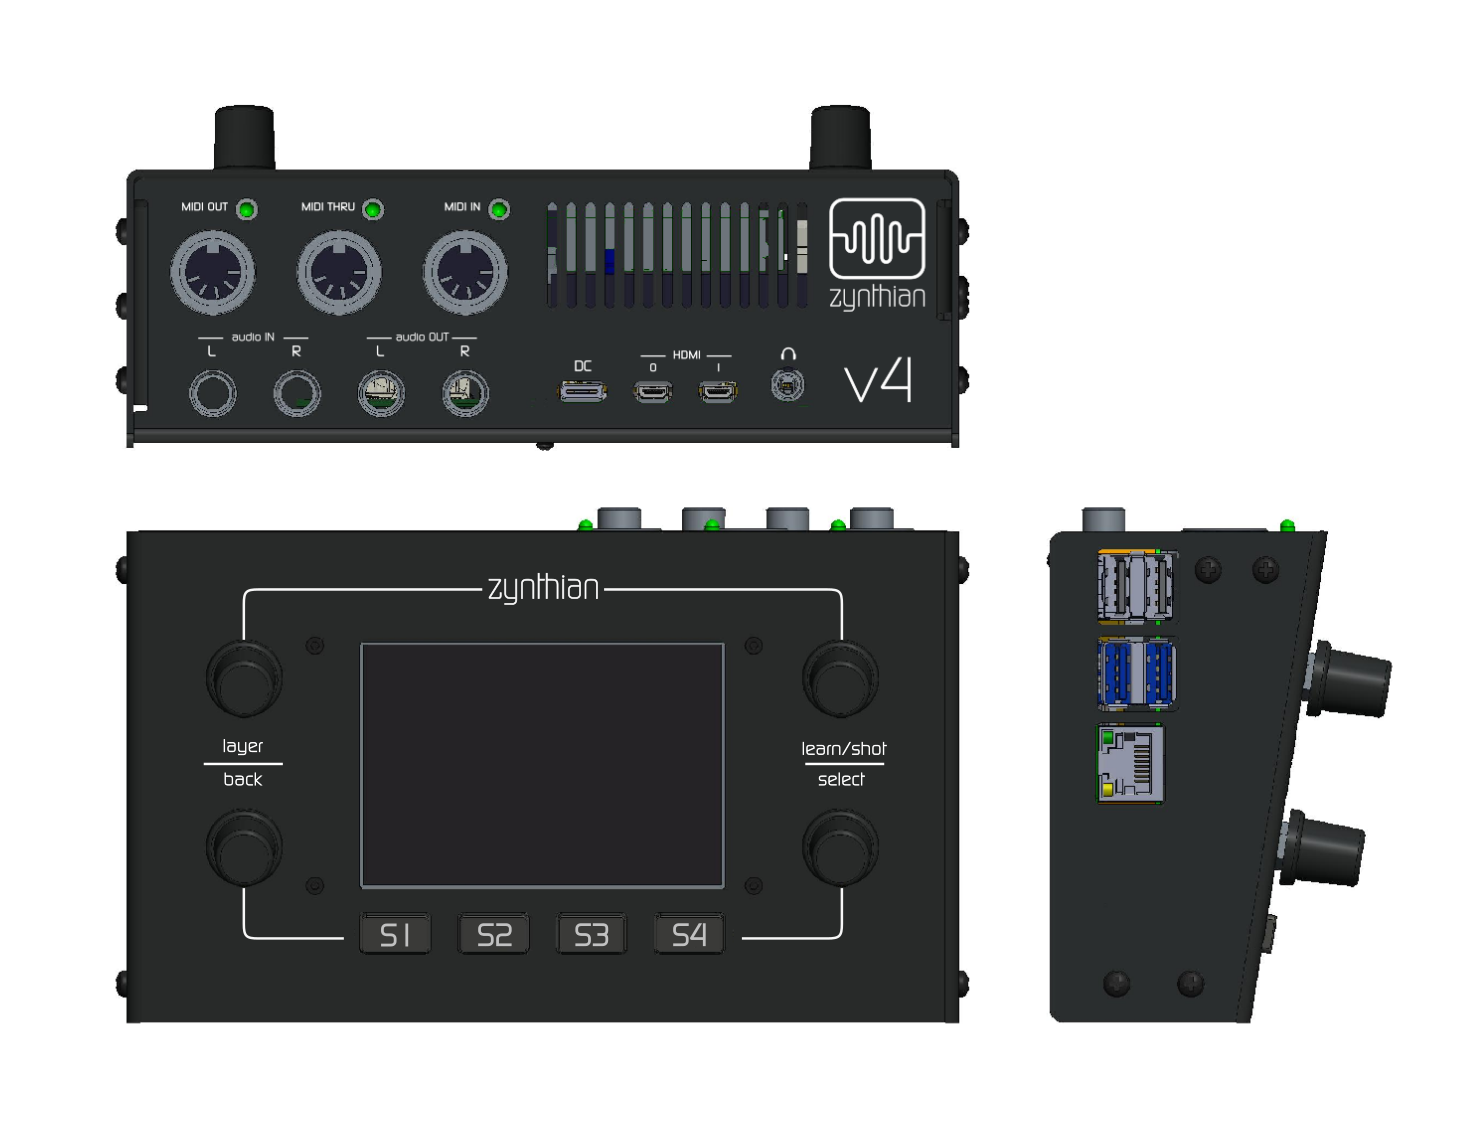 MIDI OUT
MIDI THRU
MIDI IN
zynthian
audio IN
L
R
audio OUT
L
R
DC
HDMI
0
1
v4
zynthian
layer
back
learn/shot
select
S1
S2
S3
S4